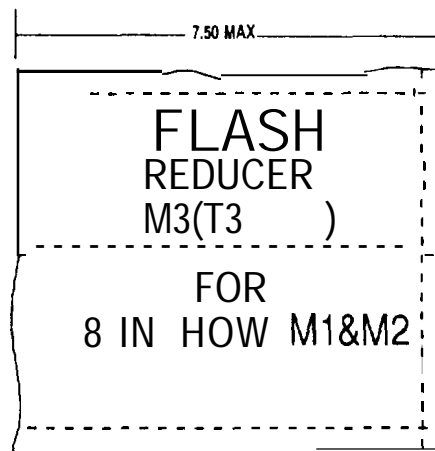 7.50 MAX
FLASH
REDUCER
M3(T3 )
FOR
8 IN HOW M1&M2